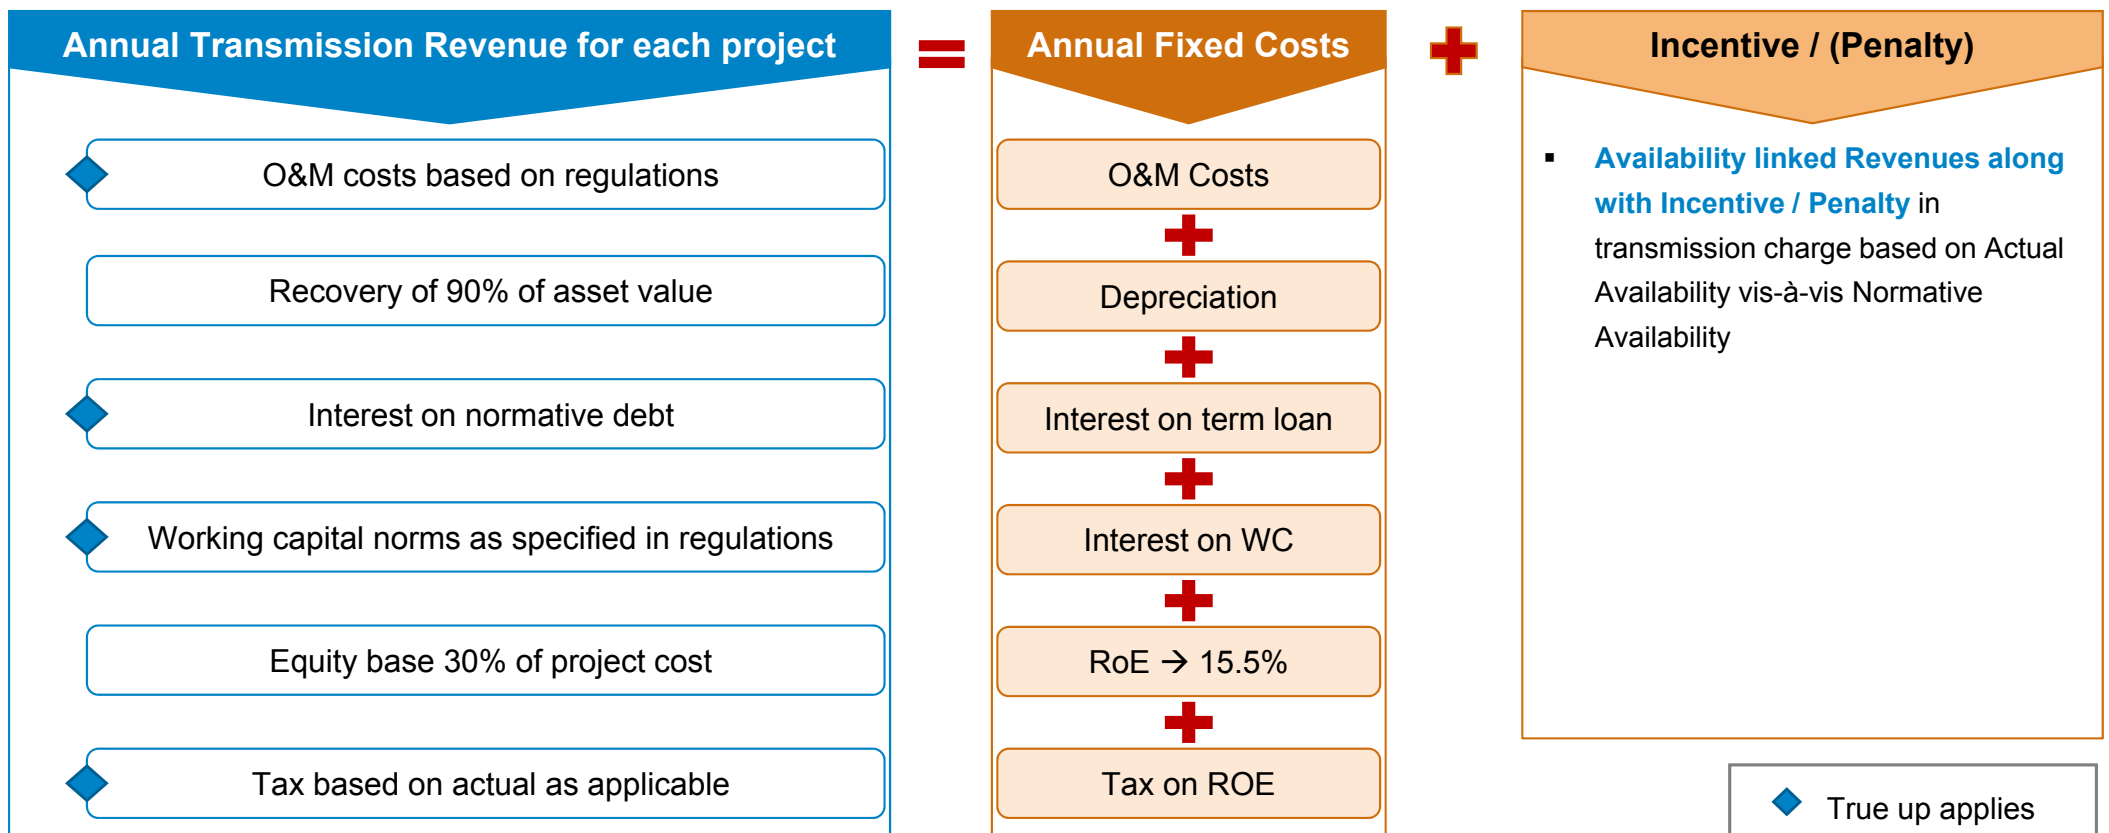 Annual Transmission Revenue for each project
O&M costs based on regulations
Recovery of 90% of asset value
Interest on normative debt
Working capital norms as specified in regulations
Equity base 30% of project cost
Tax based on actual as applicable
=
Annual Fixed Costs
O&M Costs
+
Depreciation
+
Interest on term loan
+
Interest on WC
+
RoE → 15.5%
+
Tax on ROE
+
Incentive / (Penalty)
▪ Availability linked Revenues along
with Incentive / Penalty in
transmission charge based on Actual
Availability vis-à-vis Normative
Availability
True up applies